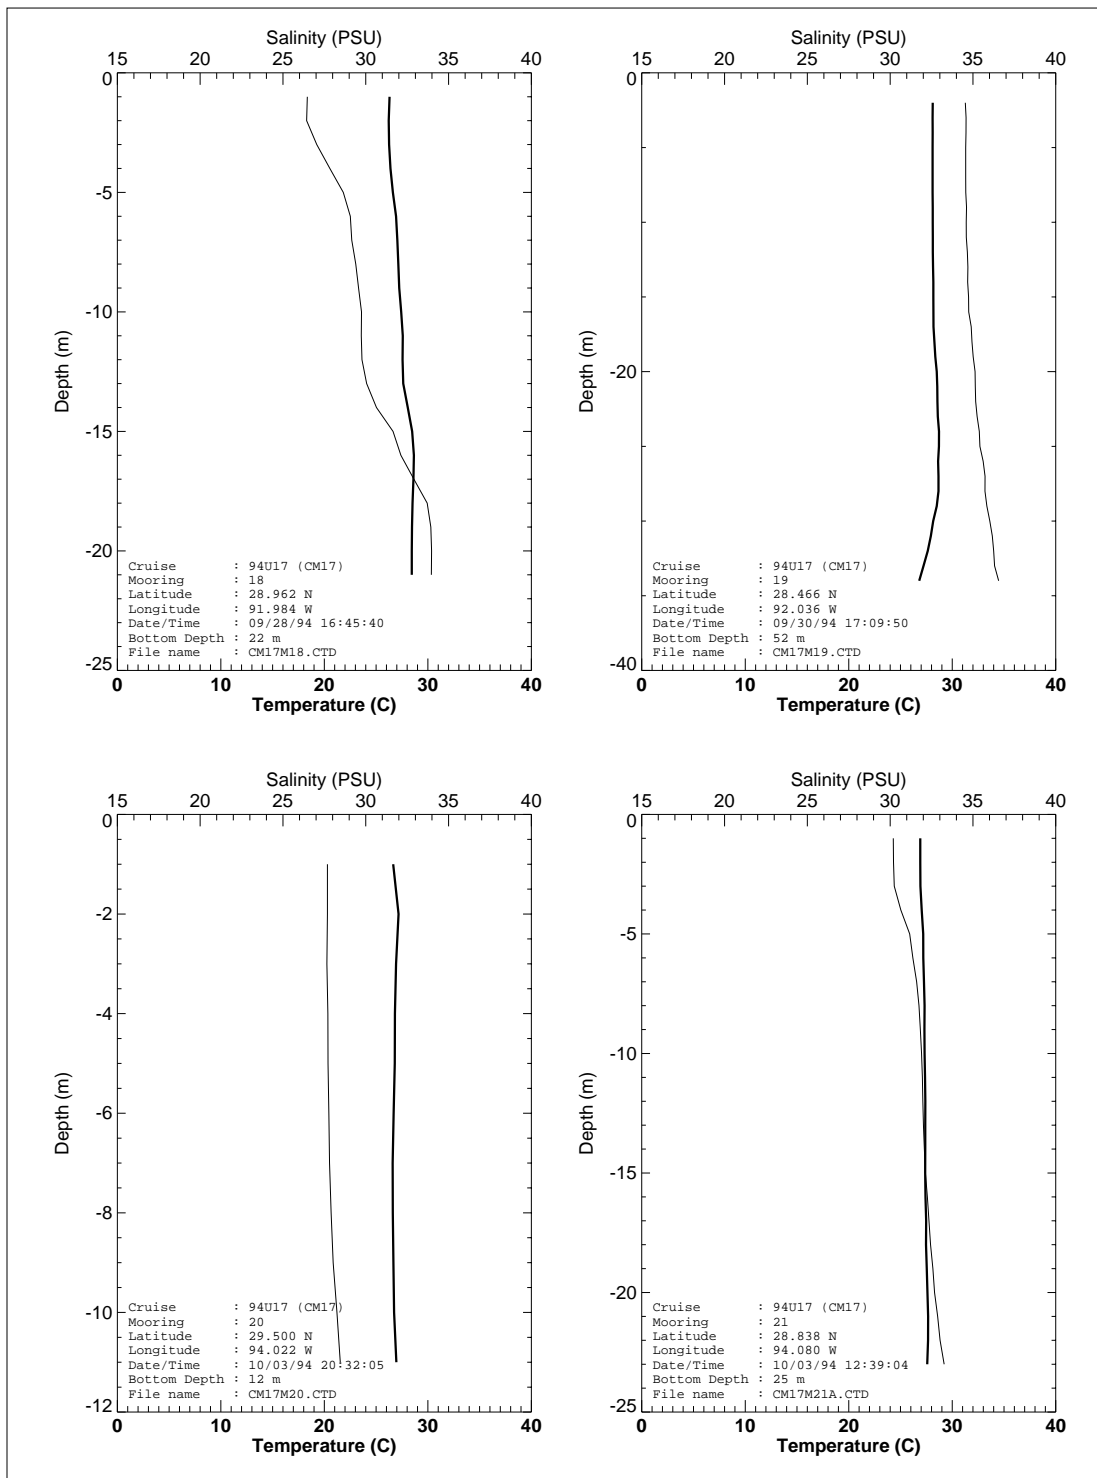 Salinity (PSU)
15 20 25 30 35 40
0
-5
-10
-15
-20
-25
Depth (m)
Cruise : 94U17 (CM17)
Mooring : 18
Latitude : 28.962 N
Longitude : 91.984 W
Date/Time : 09/28/94 16:45:40
Bottom Depth : 22 m
File name : CM17M18.CTD
0 10 20 30 40
Temperature (C)
Salinity (PSU)
15 20 25 30 35 40
0
-20
-40
Depth (m)
Cruise : 94U17 (CM17)
Mooring : 19
Latitude : 28.466 N
Longitude : 92.036 W
Date/Time : 09/30/94 17:09:50
Bottom Depth : 52 m
File name : CM17M19.CTD
0 10 20 30 40
Temperature (C)
Salinity (PSU)
15 20 25 30 35 40
0
-2
-4
-6
-8
-10
-12
Depth (m)
Cruise : 94U17 (CM17)
Mooring : 20
Latitude : 29.500 N
Longitude : 94.022 W
Date/Time : 10/03/94 20:32:05
Bottom Depth : 12 m
File name : CM17M20.CTD
0 10 20 30 40
Temperature (C)
Salinity (PSU)
15 20 25 30 35 40
0
-5
-10
-15
-20
-25
Depth (m)
Cruise : 94U17 (CM17)
Mooring : 21
Latitude : 28.838 N
Longitude : 94.080 W
Date/Time : 10/03/94 12:39:04
Bottom Depth : 25 m
File name : CM17M21A.CTD
0 10 20 30 40
Temperature (C)